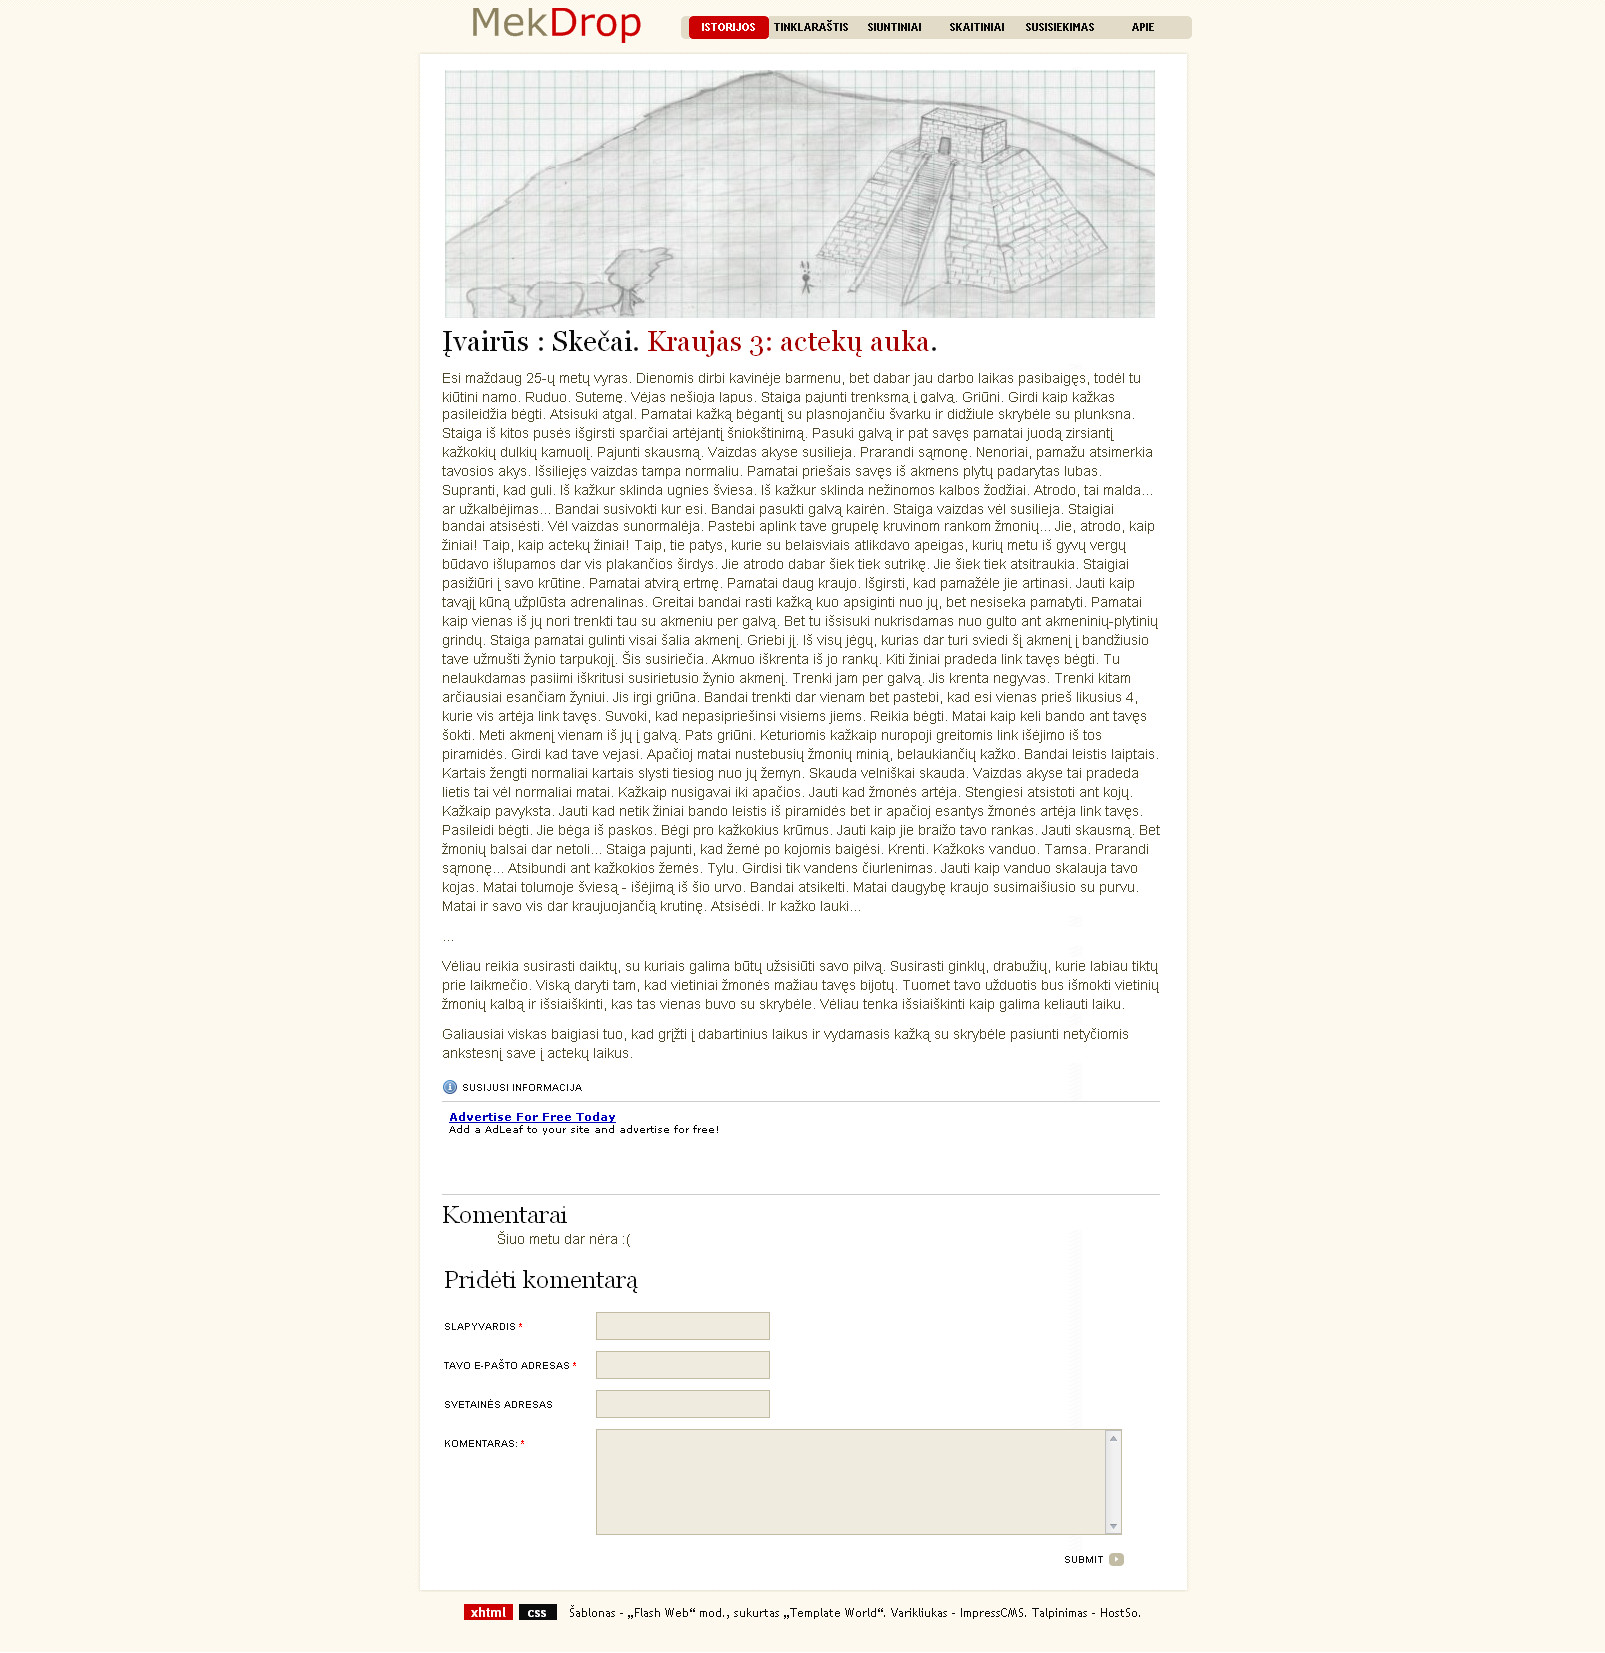 MekDrop
ISTORIJOS TINKLARAŠTIS SIUNTINIAI SKAITINIAI SUSISIEKIMAS APIE
Įvairūs : Skečai. Kraujas 3: actekų auka.
Esi maždaug 25-ų metų vyras. Dienomis dirbi kavinėje barmenu, bet dabar jau darbo laikas pasibaigęs, todėl tu
kiūtini namo. Ruduo. Sutemę. Vėjas nešioja lapus. Staiga pajunti trenksmą į galvą. Griūni. Girdi kaip kažkas
pasileidžia bėgti. Atsisuki atgal. Pamatai kažką bėgantį su plasnojančiu švarku ir didžiule skrybėle su plunksna.
Staiga iš kitos pusės išgirsti sparčiai artėjantį šniokštinimą. Pasuki galvą ir pat savęs pamatai juodą zirsiantį
kažkokių dulkių kamuolį. Pajunti skausmą. Vaizdas akyse susilieja. Prarandi sąmonę. Nenoriai, pamažu atsimerkia
tavosios akys. Išsiliejęs vaizdas tampa normaliu. Pamatai priešais savęs iš akmens plytų padarytas lubas.
Supranti, kad guli. Iš kažkur sklinda ugnies šviesa. Iš kažkur sklinda nežinomos kalbos žodžiai. Atrodo, tai malda...
ar užkalbėjimas... Bandai susivokti kur esi. Bandai pasukti galvą kairėn. Staiga vaizdas vėl susilieja. Staigiai
bandai atsisėsti. Vėl vaizdas sunormalėja. Pastebi aplink tave grupelę kruvinom rankom žmonių... Jie, atrodo, kaip
žiniai! Taip, kaip actekų žiniai! Taip, tie patys, kurie su belaisviais atlikdavo apeigas, kurių metu iš gyvų vergų
būdavo išlupamos dar vis plakančios širdys. Jie atrodo dabar šiek tiek sutrikę. Jie šiek tiek atsitraukia. Staigiai
pasižiūri į savo krūtine. Pamatai atvirą ertmę. Pamatai daug kraujo. Išgirsti, kad pamažėle jie artinasi. Jauti kaip
tavąjį kūną užplūsta adrenalinas. Greitai bandai rasti kažką kuo apsiginti nuo jų, bet nesiseka pamatyti. Pamatai
kaip vienas iš jų nori trenkti tau su akmeniu per galvą. Bet tu išsisuki nukrisdamas nuo gulto ant akmeninių-plytinių
grindų. Staiga pamatai gulinti visai šalia akmenį. Griebi jį. Iš visų jėgų, kurias dar turi sviedi šį akmenį į bandžiusio
tave užmušti žynio tarpukojį. Šis susiriečia. Akmuo iškrenta iš jo rankų. Kiti žiniai pradeda link tavęs bėgti. Tu
nelaukdamas pasiimi iškritusi susirietusio žynio akmenį. Trenki jam per galvą. Jis krenta negyvas. Trenki kitam
arčiausiai esančiam žyniui. Jis irgi griūna. Bandai trenkti dar vienam bet pastebi, kad esi vienas prieš likusius 4,
kurie vis artėja link tavęs. Suvoki, kad nepasipriešinsi visiems jiems. Reikia bėgti. Matai kaip keli bando ant tavęs
šokti. Meti akmenį vienam iš jų į galvą. Pats griūni. Keturiomis kažkaip nuropoji greitomis link išėjimo iš tos
piramidės. Girdi kad tave vejasi. Apačioj matai nustebusių žmonių minią, belaukiančių kažko. Bandai leistis laiptais.
Kartais žengti normaliai kartais slysti tiesiog nuo jų žemyn. Skauda velniškai skauda. Vaizdas akyse tai pradeda
lietis tai vėl normaliai matai. Kažkaip nusigavai iki apačios. Jauti kad žmonės artėja. Stengiesi atsistoti ant kojų.
Kažkaip pavyksta. Jauti kad netik žiniai bando leistis iš piramidės bet ir apačioj esantys žmonės artėja link tavęs.
Pasileidi bėgti. Jie bėga iš paskos. Bėgi pro kažkokius krūmus. Jauti kaip jie braižo tavo rankas. Jauti skausmą. Bet
žmonių balsai dar netoli... Staiga pajunti, kad žemė po kojomis baigėsi. Krenti. Kažkoks vanduo. Tamsa. Prarandi
sąmonę... Atsibundi ant kažkokios žemės. Tylu. Girdisi tik vandens čiurlenimas. Jauti kaip vanduo skalauja tavo
kojas. Matai tolumoje šviesą - išėjimą iš šio urvo. Bandai atsikelti. Matai daugybę kraujo susimaišiusio su purvu.
Matai ir savo vis dar kraujuojančią krutinę. Atsisėdi. Ir kažko lauki...
...
Vėliau reikia susirasti daiktų, su kuriais galima būtų užsisiūti savo pilvą. Susirasti ginklų, drabužių, kurie labiau tiktų
prie laikmečio. Viską daryti tam, kad vietiniai žmonės mažiau tavęs bijotų. Tuomet tavo užduotis bus išmokti vietinių
žmonių kalbą ir išsiaiškinti, kas tas vienas buvo su skrybėle. Vėliau tenka išsiaiškinti kaip galima keliauti laiku.
Galiausiai viskas baigiasi tuo, kad grįžti į dabartinius laikus ir vydamasis kažką su skrybėle pasiunti netyčiomis
ankstesnį save į actekų laikus.
SUSIJUSI INFORMACIJA
Advertise For Free Today
Add a AdLeaf to your site and advertise for free!
Komentarai
Šiuo metu dar nėra :(
Pridėti komentarą
SLAPYVARDIS *
TAVO E-PAŠTO ADRESAS *
SVETAINĖS ADRESAS
KOMENTARAS: *
SUBMIT
xhtml css Šablonas - „Flash Web“ mod., sukurtas „Template World“. Varikliukas - ImpressCMS. Talpinimas - HostSo.